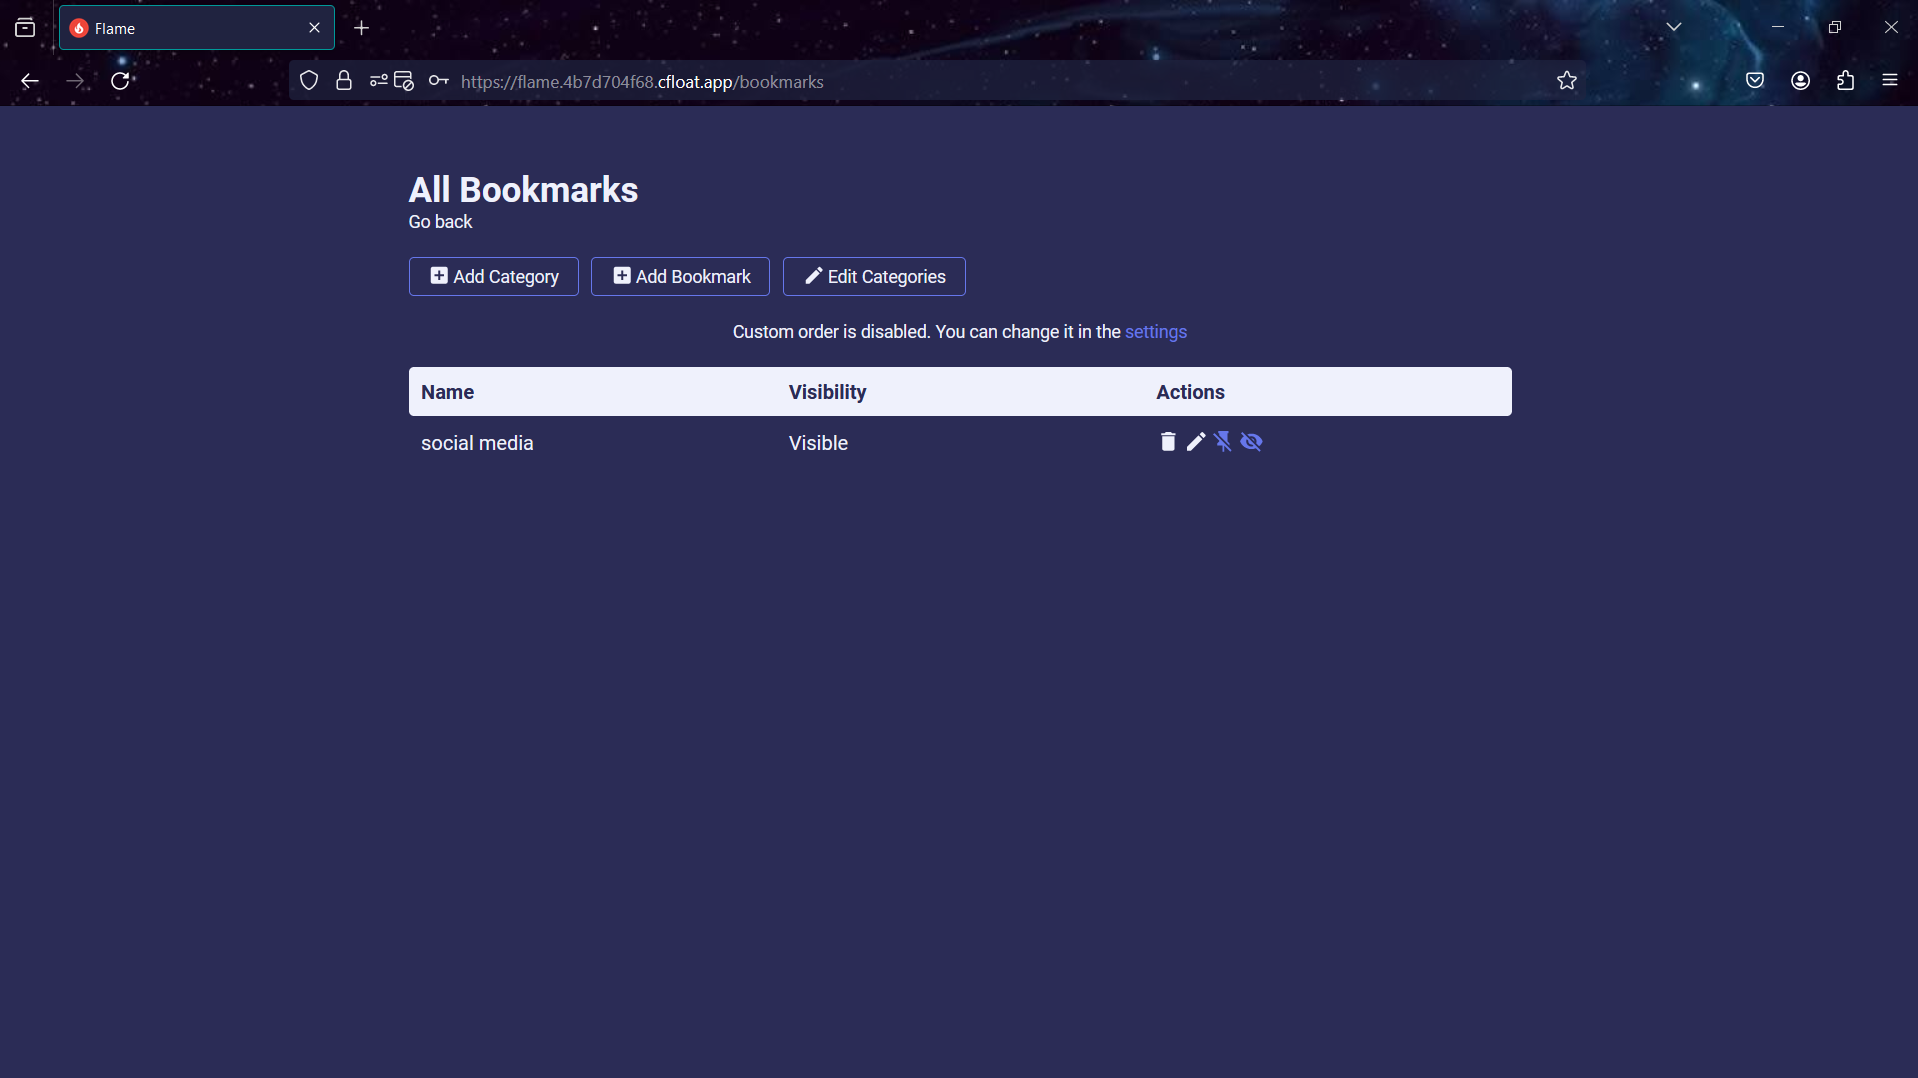 Flame
https://flame.4b7d704f68.cfloat.app/bookmarks
All Bookmarks
Go back
Add Category Add Bookmark Edit Categories
Custom order is disabled. You can change it in the settings
Name Visibility Actions
social media Visible